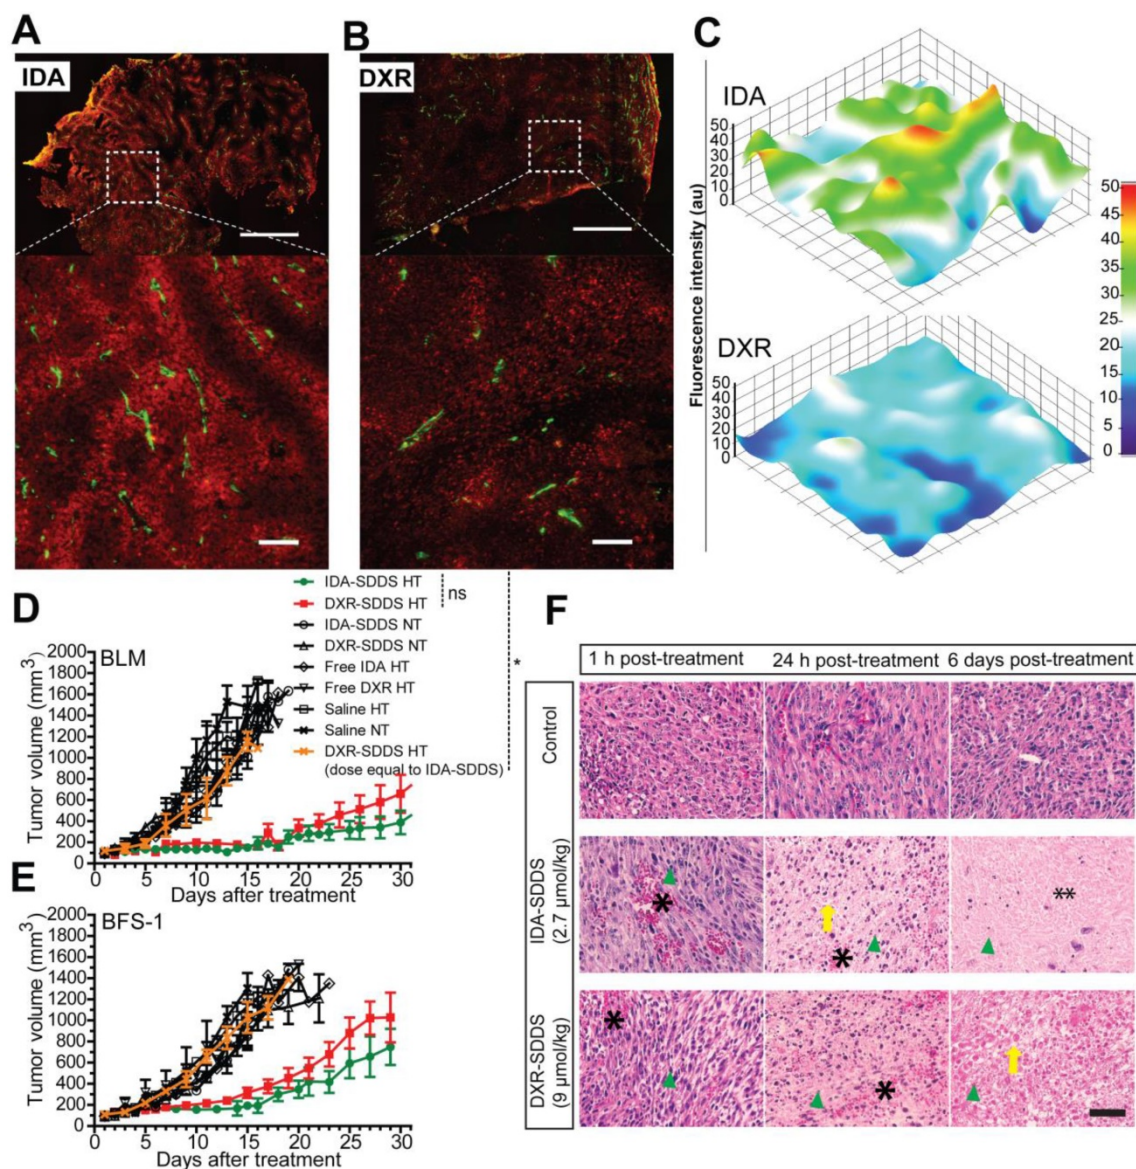 A
IDA
B
DXR
C
IDA
50
40
30
20
10
0
Fluorescence intensity (au)
50
45
40
35
30
25
20
15
10
5
0
DXR
50
40
30
20
10
0
IDA-SDDS HT
DXR-SDDS HT
IDA-SDDS NT
DXR-SDDS NT
Free IDA HT
Free DXR HT
Saline HT
Saline NT
DXR-SDDS HT
(dose equal to IDA-SDDS)
ns
*
D
BLM
Tumor volume (mm³)
2000
1800
1600
1400
1200
1000
800
600
400
200
0
0 5 10 15 20 25 30
Days after treatment
E
BFS-1
Tumor volume (mm³)
2000
1800
1600
1400
1200
1000
800
600
400
200
0
0 5 10 15 20 25 30
Days after treatment
F
1 h post-treatment 24 h post-treatment 6 days post-treatment
Control
IDA-SDDS
(2.7 µmol/kg)
* * **
DXR-SDDS
(9 µmol/kg)
* *